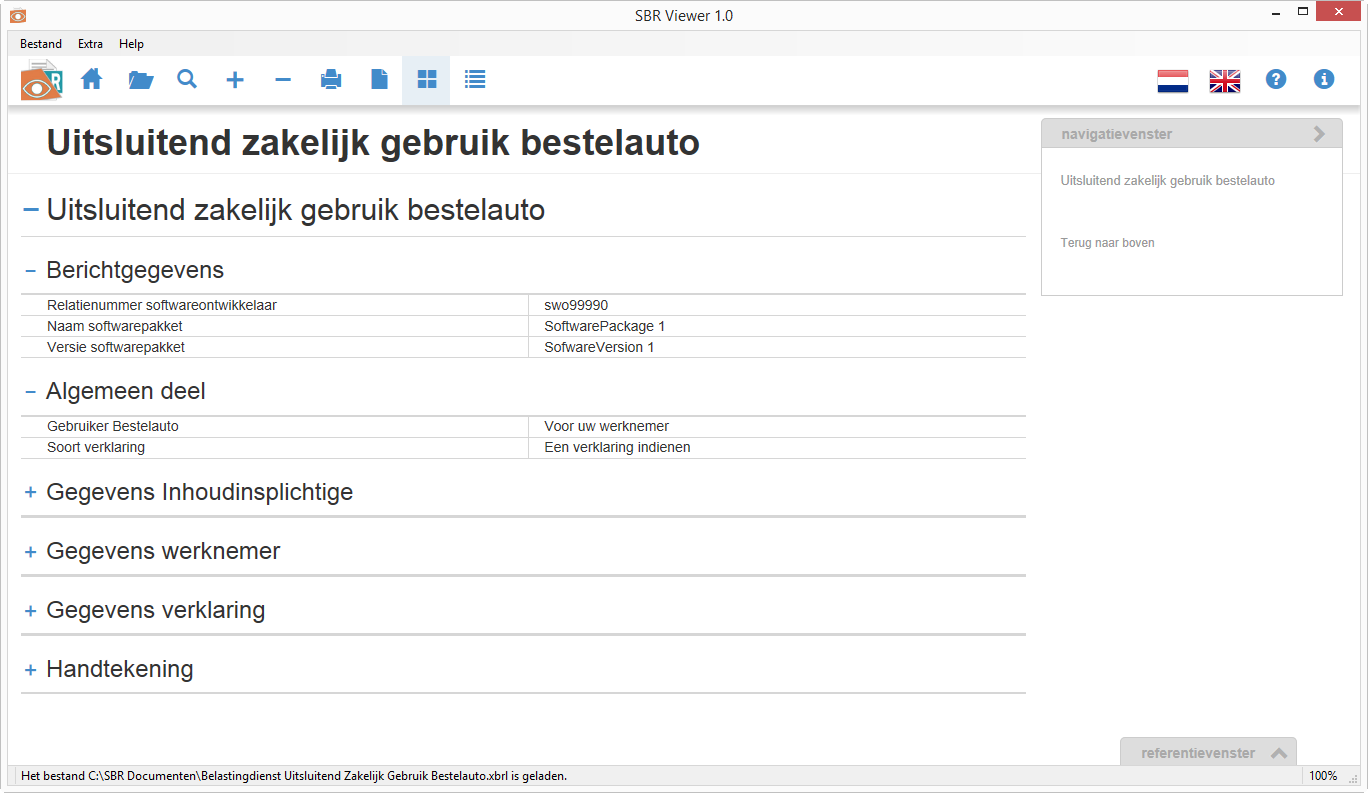 SBR Viewer 1.0
Bestand Extra Help
R
Uitsluitend zakelijk gebruik bestelauto
navigatievenster
Uitsluitend zakelijk gebruik bestelauto
Terug naar boven
Uitsluitend zakelijk gebruik bestelauto
Berichtgegevens
Relatienummer softwareontwikkelaar swo99990
Naam softwarepakket SoftwarePackage 1
Versie softwarepakket SofwareVersion 1
Algemeen deel
Gebruiker Bestelauto Voor uw werknemer
Soort verklaring Een verklaring indienen
Gegevens Inhoudinsplichtige
Gegevens werknemer
Gegevens verklaring
Handtekening
referentievenster
Het bestand C:\SBR Documenten\Belastingdienst Uitsluitend Zakelijk Gebruik Bestelauto.xbrl is geladen. 100%